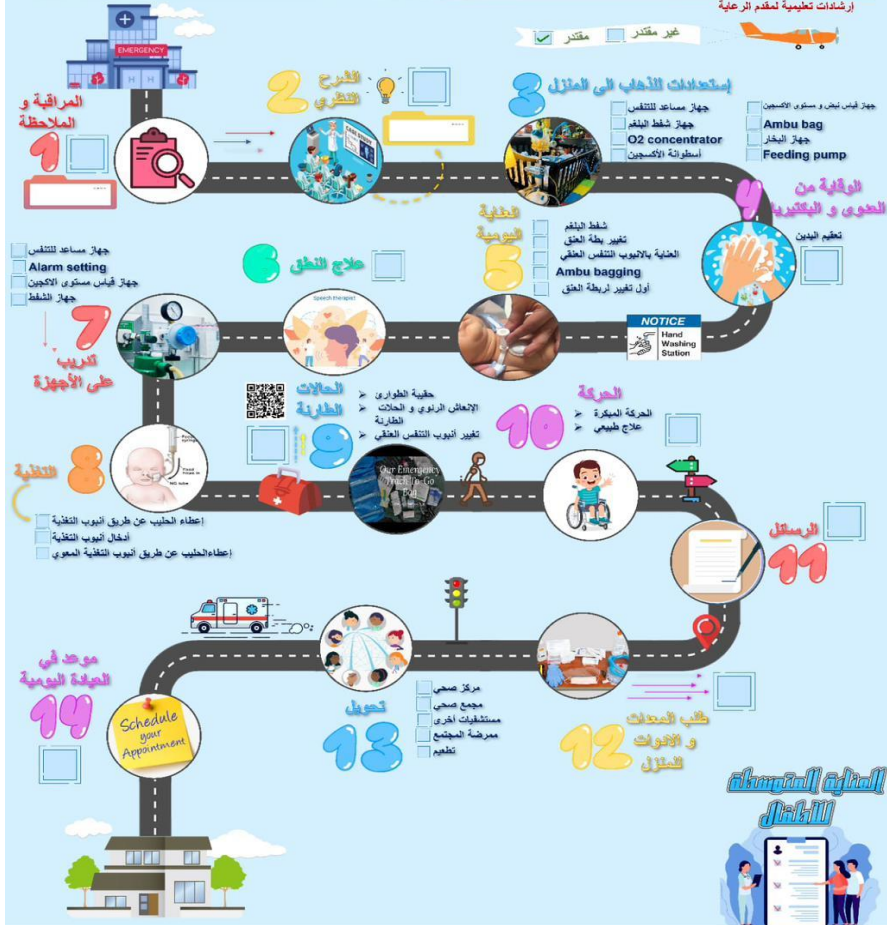 إرشادات تعليمية لمقدم الرعاية
مقتدر
غير مقتدر
EMERGENCY
H H
1
المراقبة و
الملاحظة
2
الشرح
النظري
3
إستعدادات للذهاب الى المنزل
جهاز قياس نبض و مستوى الاكسجين
Ambu bag
جهاز البخار
Feeding pump
جهاز مساعد للتنفس
جهاز شفط البلغم
O2 concentrator
أسطوانة الأكسجين
الوقاية من
العدوى و البكتيريا
تعقيم اليدين
NOTICE
Hand
Washing
Station
5
العناية
اليومية
شفط البلغم
تغيير بطة العنق
العناية بالانبوب التنفس العنقي
Ambu bagging
أول تغيير لربطة العنق
6
علاج النطق
Speech therapist
7
تدريب
على الأجهزة
جهاز مساعد للتنفس
Alarm setting
جهاز قياس مستوى الاكجين
جهاز الشفط
8
التغذية
إعطاء الحليب عن طريق أنبوب التغذية
أدخال أنبوب التغذية
إعطاءالحليب عن طريق أنبوب التغذية المعوي
9
الحالات
الطارئة
حقيبة الطوارئ
الإنعاش الرئوي و الحلات
الطارئة
تغيير أنبوب التنفس العنقي
Our Emergency
10
الحركة
الحركة المبكرة
علاج طبيعي
11
الرسائل
12
طلب المعدات
و الادوات
للمنزل
13
تحويل
مركز صحي
مجمع صحي
مستشفيات أخرى
ممرضة المجتمع
تطعيم
14
موعد في
العيادة اليومية
Schedule
your
Appointment
العناية المتوسطة
للأطفال